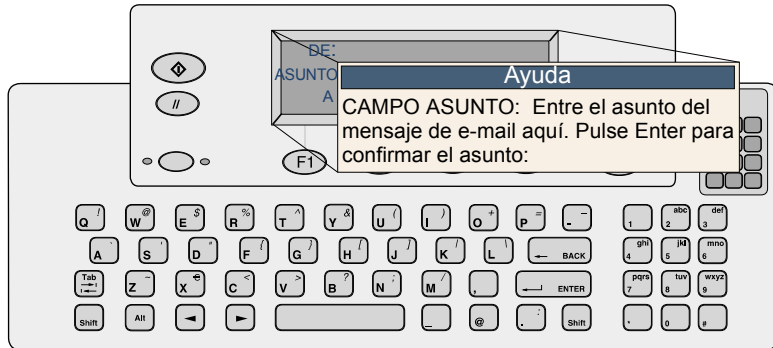 DE:
ASUNTO
A
Ayuda
CAMPO ASUNTO: Entre el asunto del
mensaje de e-mail aquí. Pulse Enter para
confirmar el asunto:
F1
Q ! W @ E $ R % T ^ Y & U ( I ) O + P = - _
1 2 abc 3 def
A ` S ' D " F { G } H [ J ] K / L \ ← BACK
4 ghi 5 jkl 6 mno
Tab Z ~ X € C < V > B ? N ; M / , ENTER
7 pqrs 8 tuv 9 wxyz
Shift Alt ◄ ► _ @ . : Shift
. 0 #